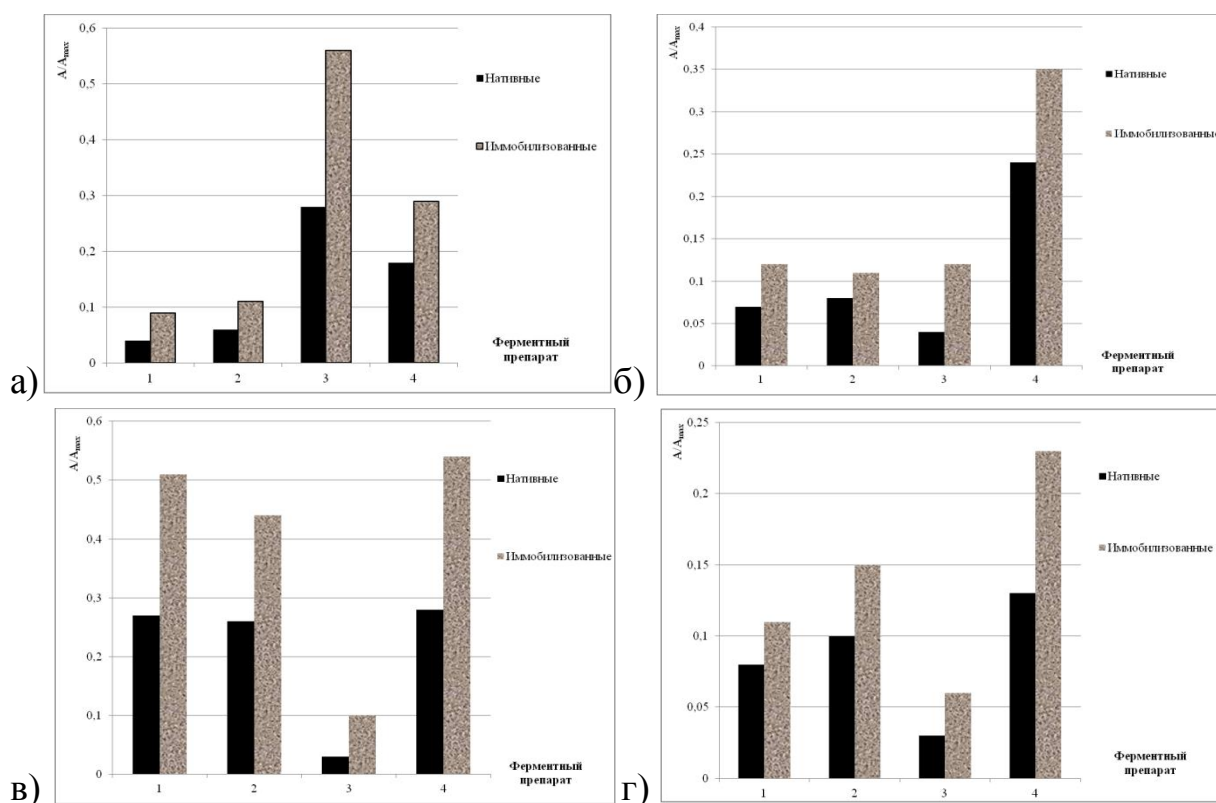 а)
A/Amax
0,6
0,5
0,4
0,3
0,2
0,1
0
1 2 3 4
Нативные
Иммобилизованные
Ферментный
препарат
б)
A/Amax
0,4
0,35
0,3
0,25
0,2
0,15
0,1
0,05
0
1 2 3 4
Нативные
Иммобилизованные
Ферментный
препарат
в)
A/Amax
0,6
0,5
0,4
0,3
0,2
0,1
0
1 2 3 4
Нативные
Иммобилизованные
Ферментный
препарат
г)
A/Amax
0,25
0,2
0,15
0,1
0,05
0
1 2 3 4
Нативные
Иммобилизованные
Ферментный
препарат